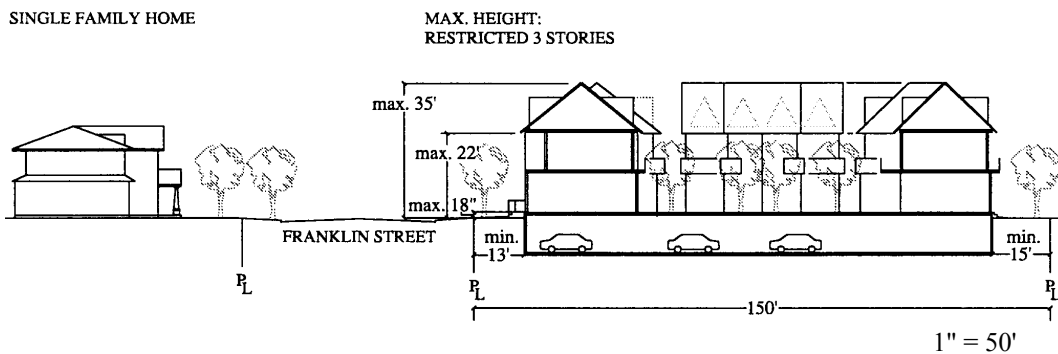 SINGLE FAMILY HOME
MAX. HEIGHT:
RESTRICTED 3 STORIES
max. 35'
max. 22'
max. 18"
FRANKLIN STREET
min.
13'
min.
15'
PL
PL
PL
150'
1" = 50'